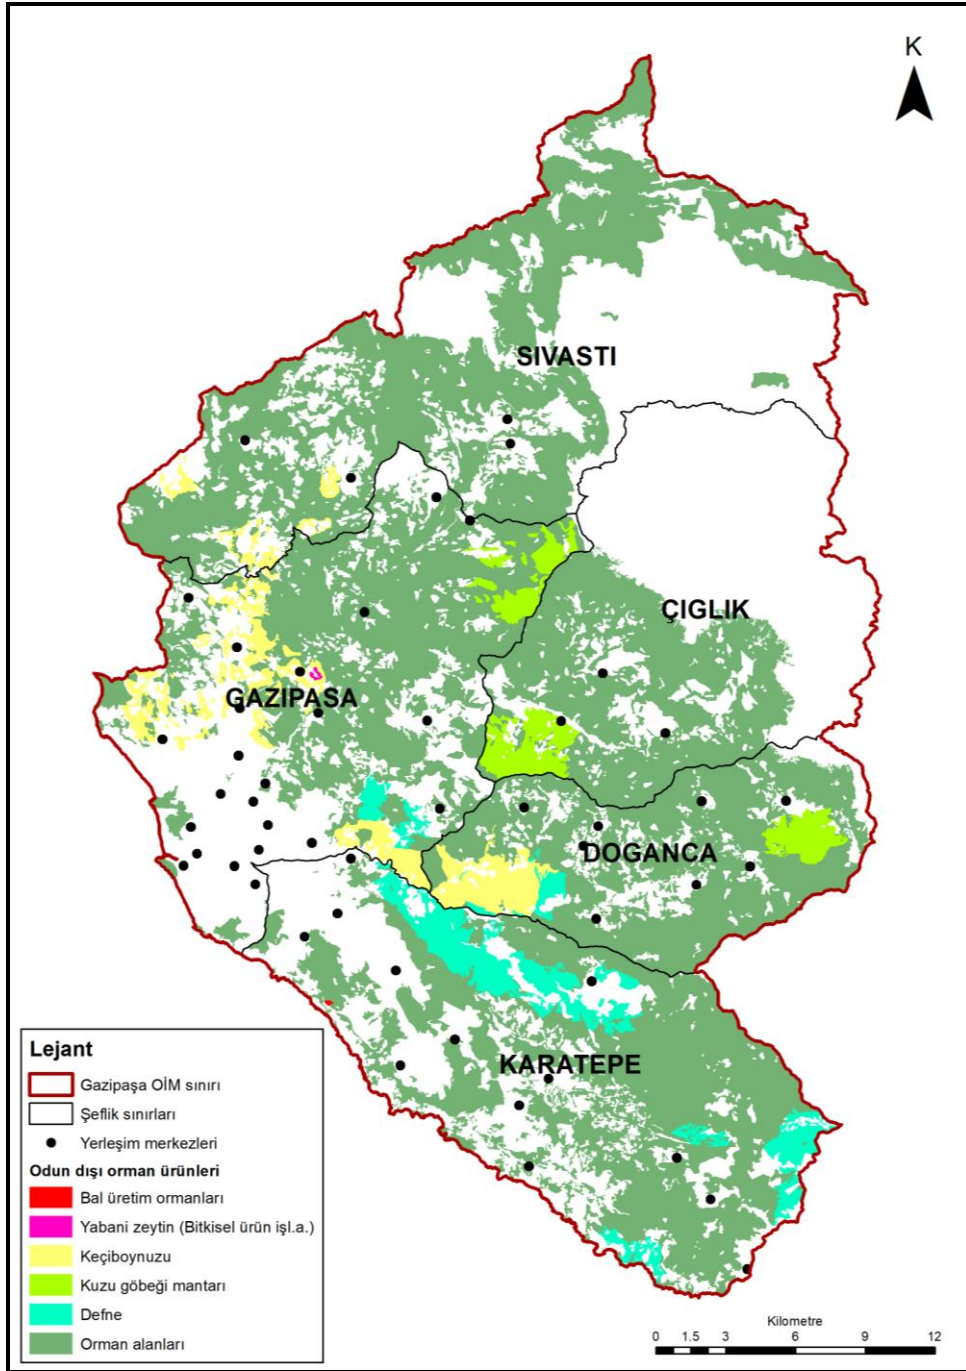 K
SIVASTI
ÇIGLIK
GAZIPASA
DOGANCA
KARATEPE
Lejant
Gazipaşa OİM sınırı
Şeflik sınırları
Yerleşim merkezleri
Odun dışı orman ürünleri
Bal üretim ormanları
Yabani zeytin (Bitkisel ürün işl.a.)
Keçiboynuzu
Kuzu göbeği mantarı
Defne
Orman alanları
Kilometre
0 1.5 3 6 9 12